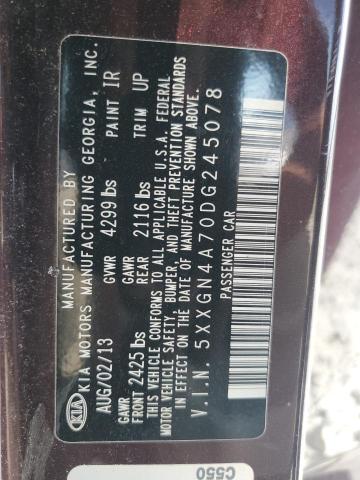 MANUFACTURED BY
KIA MOTORS MANUFACTURING GEORGIA, INC.
AUG/02/13 GVWR 4299 lbs PAINT IR
GAWR FRONT 2425 lbs GAWR REAR 2116 lbs TRIM UP
THIS VEHICLE CONFORMS TO ALL APPLICABLE U.S.A. FEDERAL
MOTOR VEHICLE SAFETY, BUMPER, AND THEFT PREVENTION STANDARDS
IN EFFECT ON THE DATE OF MANUFACTURE SHOWN ABOVE.
V.I.N. 5XXGN4A70DG245078
PASSENGER CAR
KIA
C550